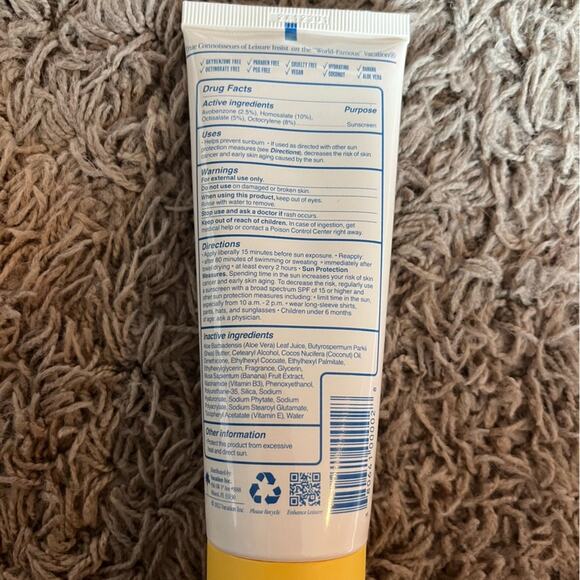 Connoisseurs of Leisure Insist on the "World-Famous" Vacation®
✓ OXYBENZONE FREE ✓ PARABEN FREE ✓ CRUELTY FREE ✓ HYDRATING ✓ BANANA
✓ OCTINOXATE FREE ✓ PEG FREE ✓ VEGAN ✓ COCONUT ✓ ALOE VERA
Drug Facts
Active ingredients Purpose
Avobenzone (2.5%), Homosalate (10%),
Octisalate (5%), Octocrylene (8%) Sunscreen
Uses
• Helps prevent sunburn • If used as directed with other sun
protection measures (see Directions), decreases the risk of skin
cancer and early skin aging caused by the sun.
Warnings
For external use only.
Do not use on damaged or broken skin.
When using this product, keep out of eyes.
Rinse with water to remove.
Stop use and ask a doctor if rash occurs.
Keep out of reach of children. In case of ingestion, get
medical help or contact a Poison Control Center right away.
Directions
• Apply liberally 15 minutes before sun exposure. • Reapply:
• after 80 minutes of swimming or sweating • immediately after
towel drying • at least every 2 hours • Sun Protection
Measures. Spending time in the sun increases your risk of skin
cancer and early skin aging. To decrease the risk, regularly use
a sunscreen with a broad spectrum SPF of 15 or higher and
other sun protection measures including: • limit time in the sun,
especially from 10 a.m. - 2 p.m. • wear long-sleeve shirts,
pants, hats, and sunglasses • Children under 6 months
of age: ask a physician.
Inactive ingredients
Aloe Barbadensis (Aloe Vera) Leaf Juice, Butyrospermum Parkii
(Shea) Butter, Cetearyl Alcohol, Cocos Nucifera (Coconut) Oil,
Dimethicone, Ethylhexyl Cocoate, Ethylhexyl Palmitate,
Ethylhexylglycerin, Fragrance, Glycerin,
Musa Sapientum (Banana) Fruit Extract,
Niacinamide (Vitamin B3), Phenoxyethanol,
Polyurethane-35, Silica, Sodium
Hyaluronate, Sodium Phytate, Sodium
Polyacrylate, Sodium Stearoyl Glutamate,
Tocopheryl Acetate (Vitamin E), Water
Other information
Protect this product from excessive
heat and direct sun.
Distributed by
Vacation Inc.
Miami, FL
© 2022 Vacation Inc.
Please Recycle Enhance Leisure